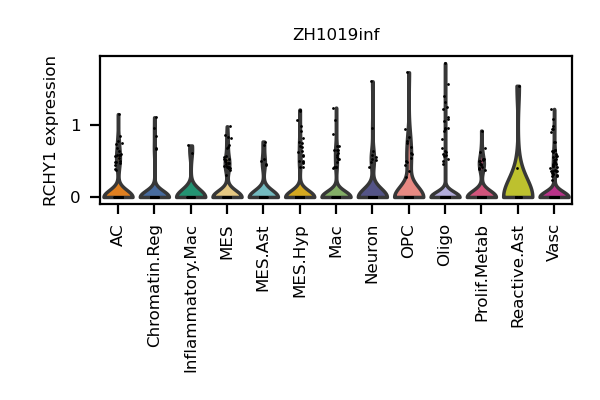 ZH1019inf
RCHY1 expression
1
0
AC
Chromatin.Reg
Inflammatory.Mac
MES
MES.Ast
MES.Hyp
Mac
Neuron
OPC
Oligo
Prolif.Metab
Reactive.Ast
Vasc